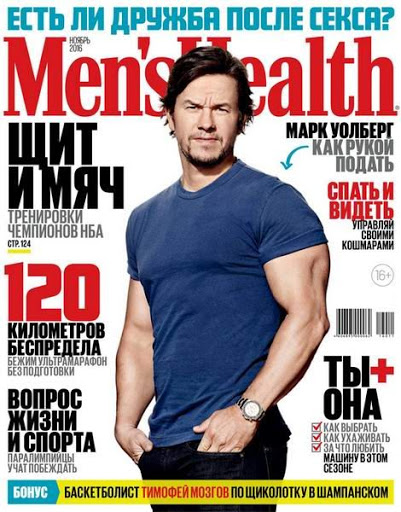 ЕСТЬ ЛИ ДРУЖБА ПОСЛЕ СЕКСА?
НОЯБРЬ
2016
Men'sHealth
ЩИТ
И МЯЧ
ТРЕНИРОВКИ
ЧЕМПИОНОВ НБА
СТР. 124
МАРК УОЛБЕРГ
КАК РУКОЙ
ПОДАТЬ
СПАТЬ И
ВИДЕТЬ
УПРАВЛЯЙ
СВОИМИ
КОШМАРАМИ
16+
120
КИЛОМЕТРОВ
БЕСПРЕДЕЛА
БЕЖИМ УЛЬТРАМАРАФОН
БЕЗ ПОДГОТОВКИ
ВОПРОС
ЖИЗНИ
И СПОРТА
ПАРАЛИМПИЙЦЫ
УЧАТ ПОБЕЖДАТЬ
ТЫ+
ОНА
КАК ВЫБРАТЬ
КАК УХАЖИВАТЬ
ЗА ЧТО ЛЮБИТЬ
МАШИНУ В ЭТОМ
СЕЗОНЕ
БОНУС БАСКЕТБОЛИСТ ТИМОФЕЙ МОЗГОВ ПО ЩИКОЛОТКУ В ШАМПАНСКОМ